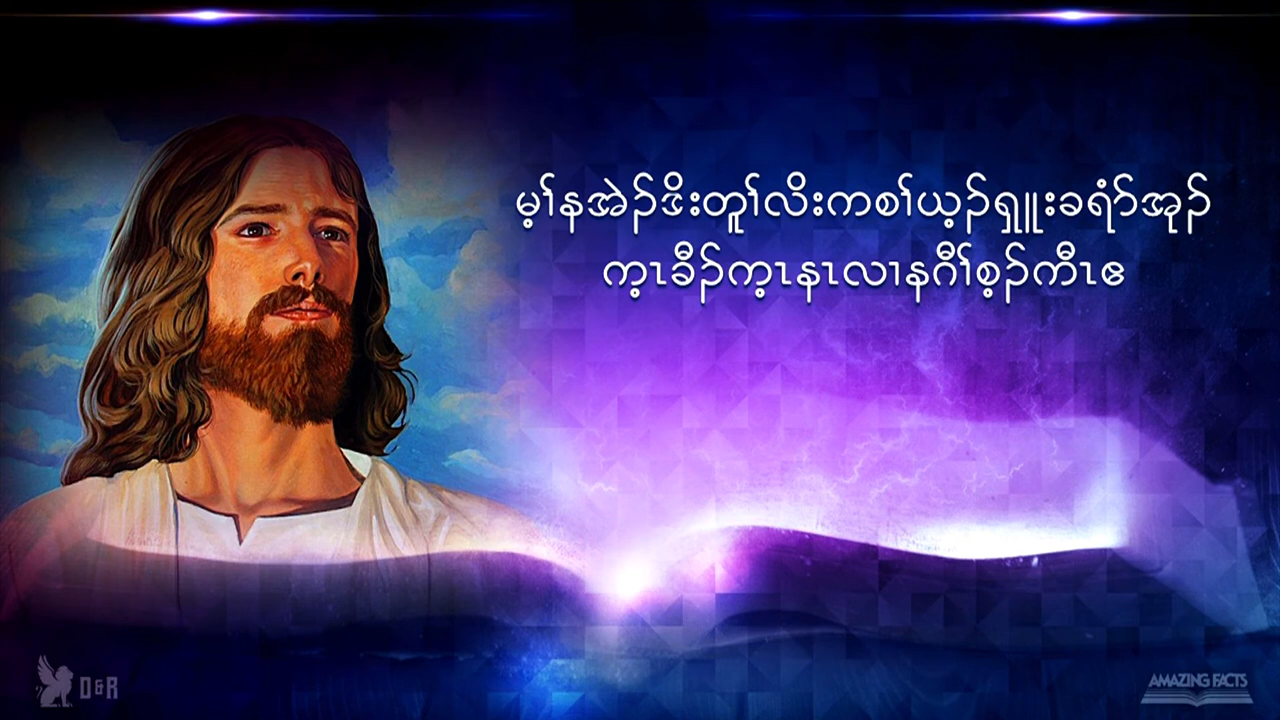 မ့ၢ်နအဲၣ်ဒိးတူၢ်လိးကစၢ်ယ့ၣ်ရှူးခရံာ်အုၣ်
က့ၤခီၣ်က့ၤနၤလၢနဂီၢ်စ့ၣ်ကီးဧ
D&R
AMAZING FACTS